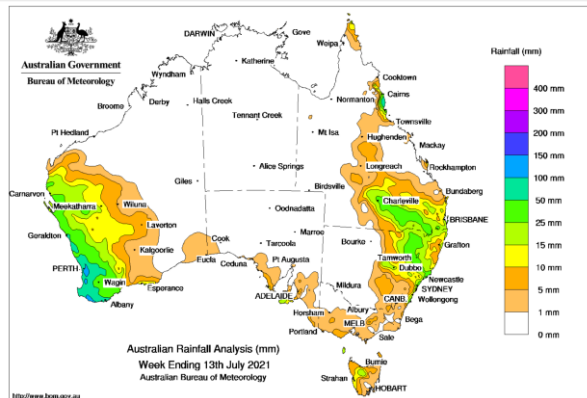 Australian Government
Bureau of Meteorology
DARWIN
Gove
Weipa
Katherine
Wyndham
Cooktown
Cairns
Derby
Halls Creek
Broome
Normanton
Tennant Creek
Townsville
Pt Hedland
Mt Isa
Hughenden
Mackay
Longreach
Alice Springs
Rockhampton
Giles
Birdsville
Carnarvon
Bundaberg
Meekatharra
Wiluna
Charleville
Oodnadatta
BRISBANE
Laverton
Geraldton
Cook
Marree
Bourke
Grafton
Kalgoorlie
Tarcoola
Eucla
Ceduna
Pt Augusta
Tamworth
PERTH
Dubbo
Newcastle
Wagin
Esperance
Mildura
SYDNEY
ADELAIDE
CANB.
Wollongong
Albany
Albury
Horsham
Bega
MELB
Portland
Sale
Burnie
Strahan
HOBART
Rainfall (mm)
400 mm
300 mm
200 mm
150 mm
100 mm
50 mm
25 mm
15 mm
10 mm
5 mm
1 mm
0 mm
Australian Rainfall Analysis (mm)
Week Ending 13th July 2021
Australian Bureau of Meteorology
http://www.bom.gov.au